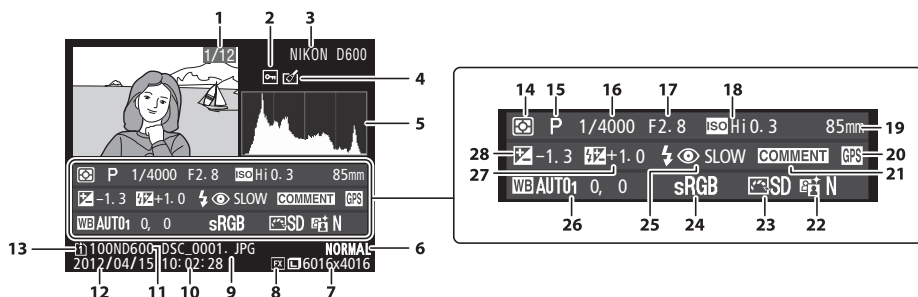 1 2 3
1/12 NIKON D600
4
5
P 1/4000 F2.8 ISO Hi 0.3 85mm
–1.3 +1.0 SLOW COMMENT GPS
WB AUTO1 0, 0 sRGB SD N
13 100ND600 DSC_0001.JPG NORMAL 6
2012/04/15 10:02:28 FX 6016x4016
12 11 10 9 8 7
14 15 16 17 18
P 1/4000 F2.8 ISO Hi 0.3 85mm 19
28 –1.3 +1.0 SLOW COMMENT GPS 20
27 21
WB AUTO1 0, 0 sRGB SD N
26 25 24 23 22